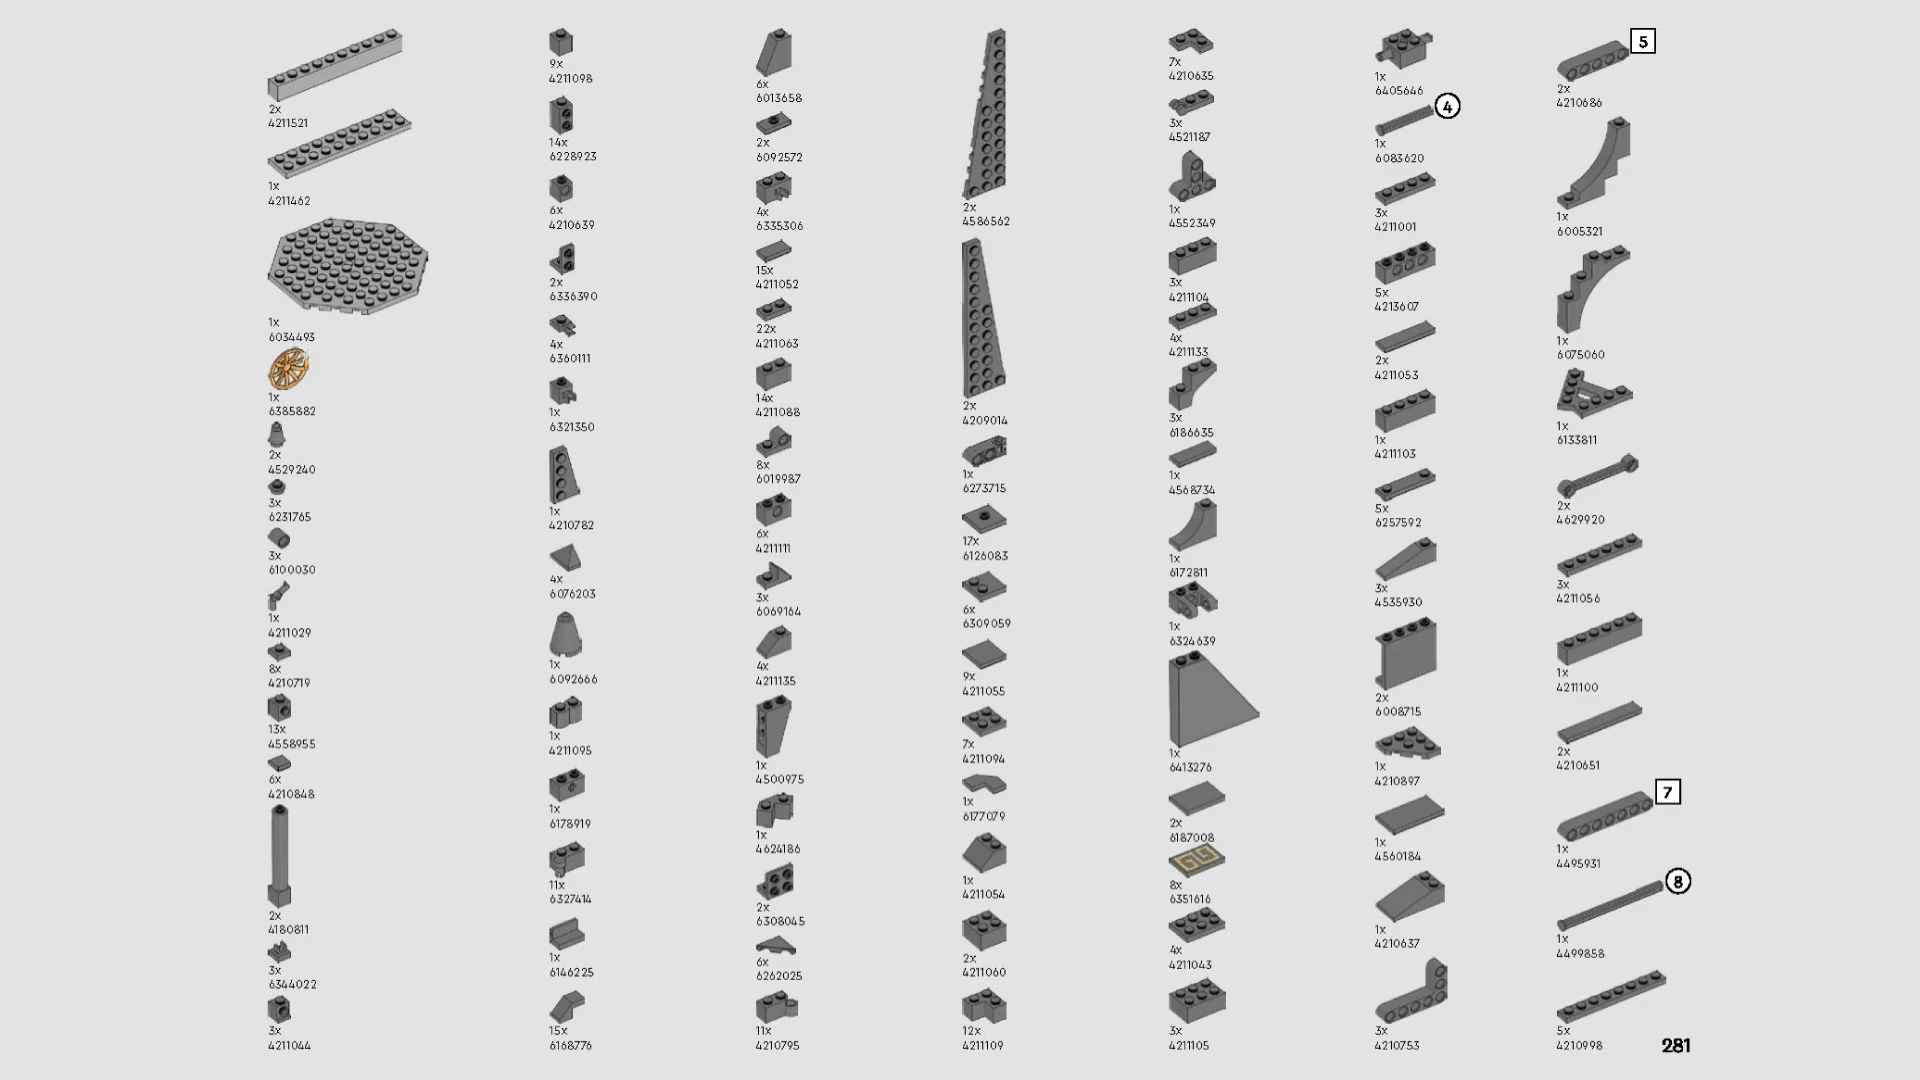 2x
4211521
1x
4211462
1x
6034493
1x
6385882
2x
4529240
3x
6231765
3x
6100030
1x
4211029
8x
4210719
13x
4558955
6x
4210848
2x
4180811
3x
6344022
3x
4211044
9x
4211098
14x
6228923
6x
4210639
2x
6336390
4x
6360111
1x
6321350
1x
4210782
4x
6076203
1x
6092666
1x
4211095
1x
6178919
11x
6327414
1x
6146225
15x
6168776
6x
6013658
2x
6092572
4x
6335306
15x
4211052
22x
4211063
14x
4211088
8x
6019987
6x
4211111
3x
6069164
4x
4211135
1x
4500975
1x
4624186
2x
6308045
6x
6262025
11x
4210795
2x
4586562
2x
4209014
1x
6273715
17x
6126083
6x
6309059
9x
4211055
7x
4211094
1x
6177079
1x
4211054
2x
4211060
12x
4211109
7x
4210635
3x
4521187
1x
4552349
3x
4211104
4x
4211133
3x
6186635
1x
4568734
1x
6172811
1x
6324639
1x
6413276
2x
6187008
8x
6351616
4x
4211043
3x
4211105
1x
6405646
4
1x
6083620
3x
4211001
5x
4213607
2x
4211053
1x
4211103
5x
6257592
3x
4535930
2x
6008715
1x
4210897
1x
4560184
1x
4210637
3x
4210753
5
2x
4210686
1x
6005321
1x
6075060
1x
6133811
2x
4629920
3x
4211056
1x
4211100
2x
4210651
7
1x
4495931
8
1x
4499858
5x
4210998
281